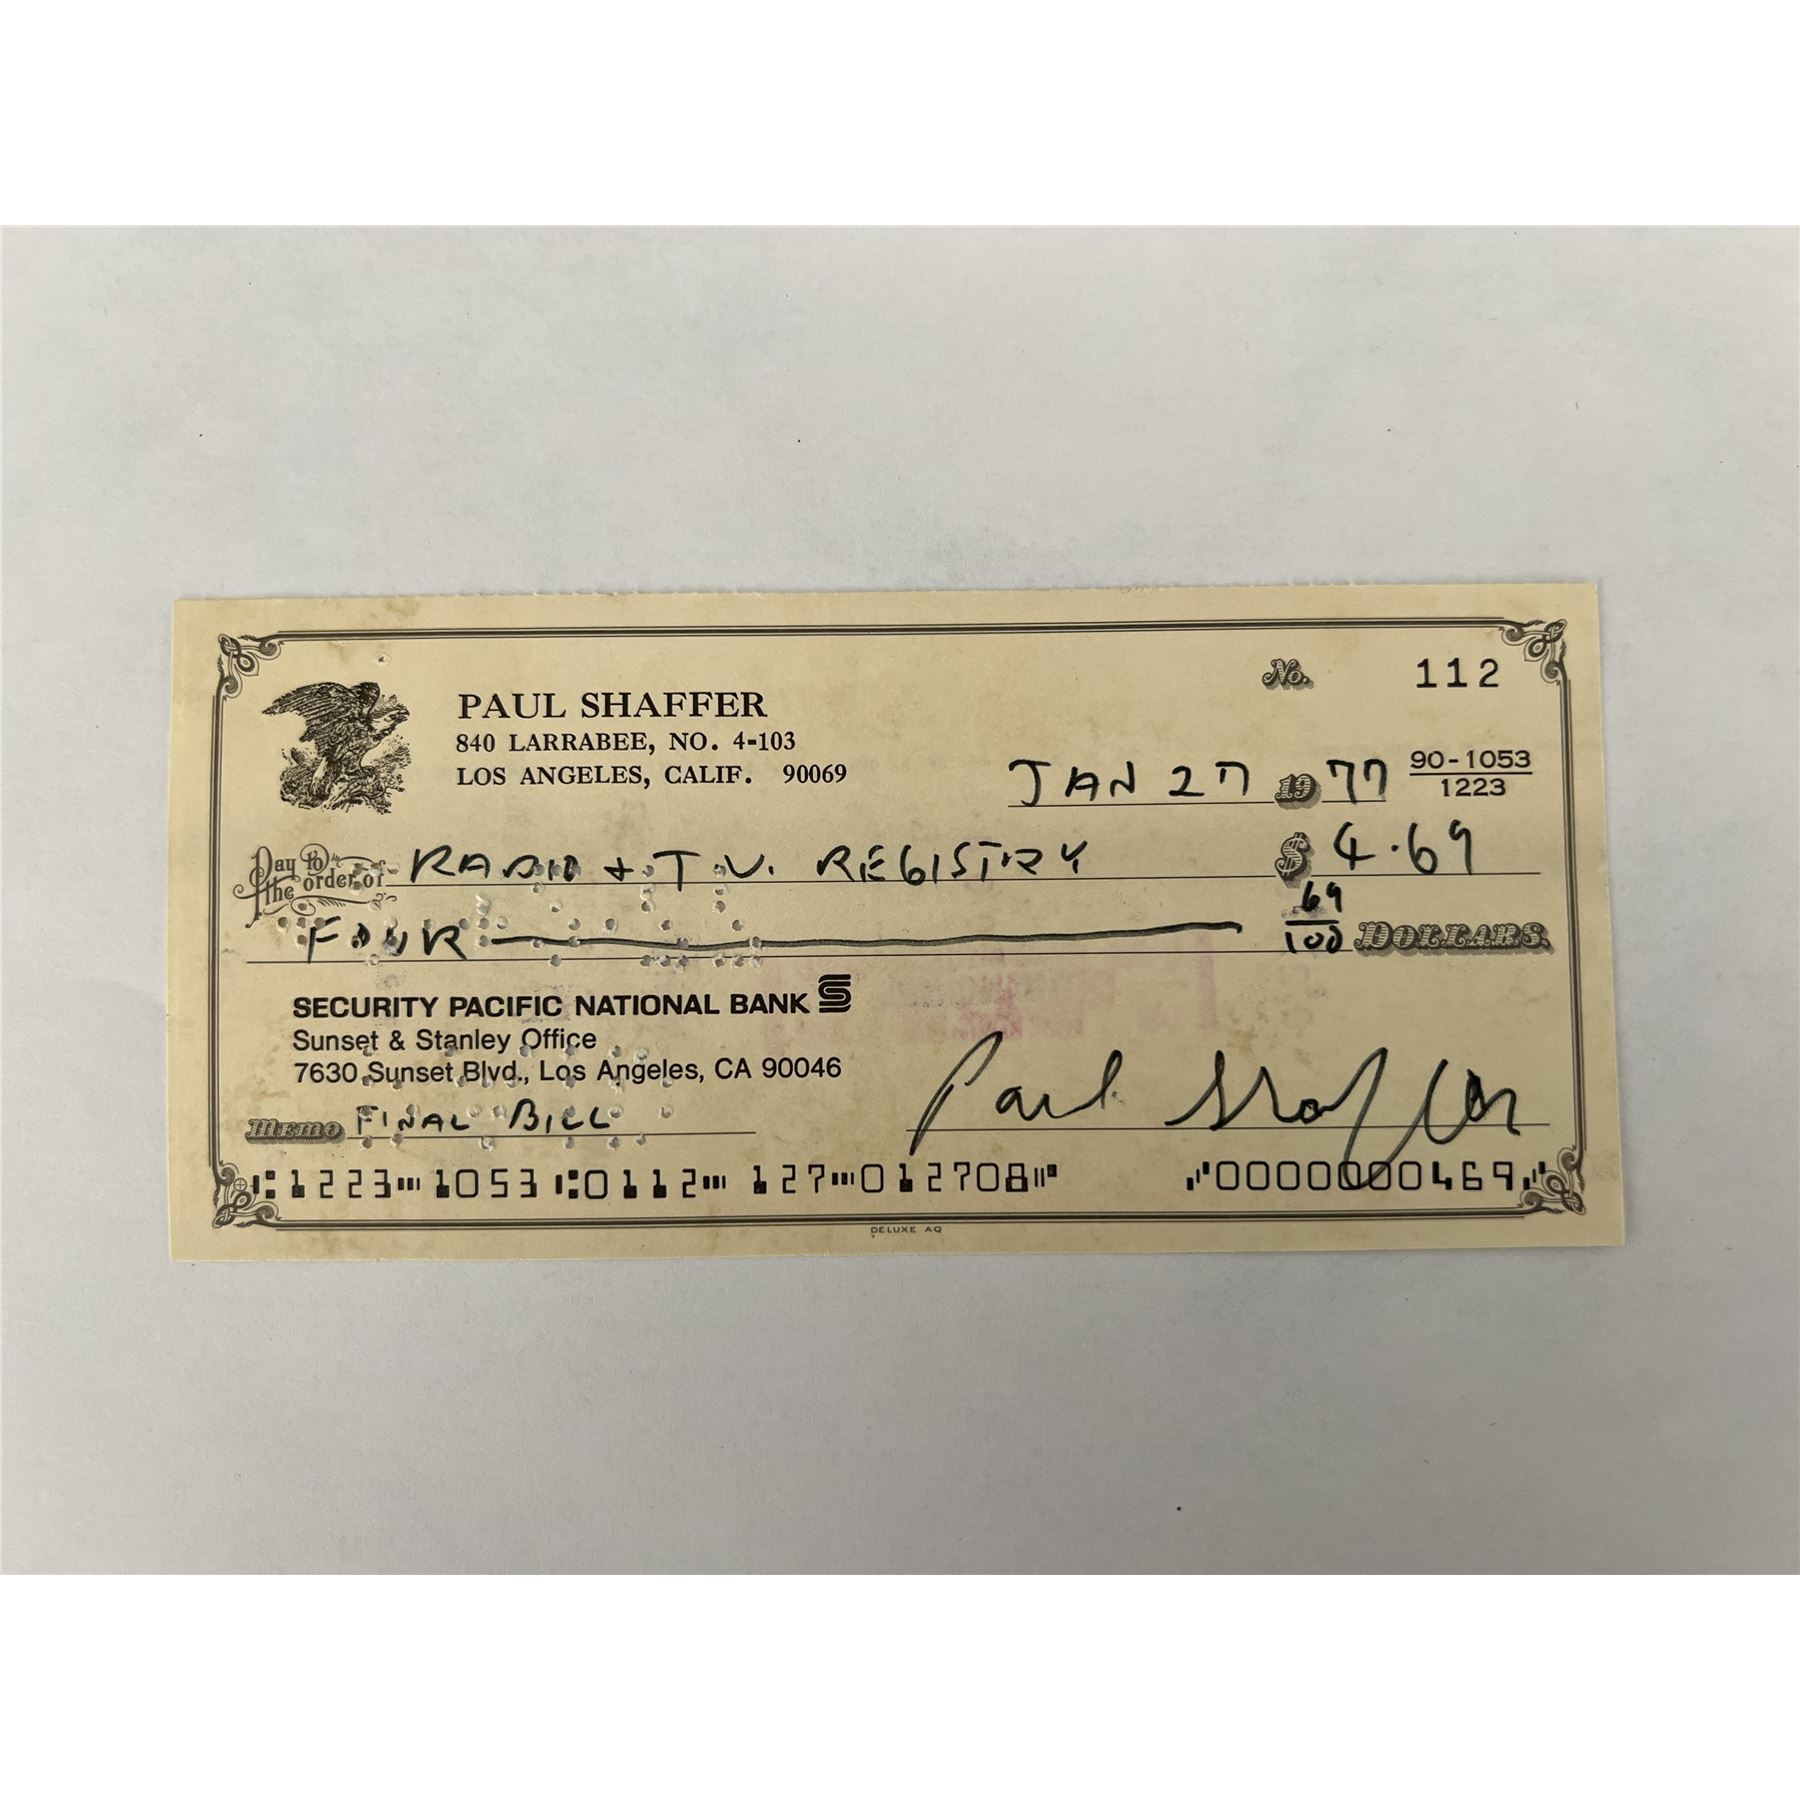 PAUL SHAFFER
840 LARRABEE, NO. 4-103
LOS ANGELES, CALIF. 90069
No. 112
JAN 27 1977
90-1053
1223
Pay to the order of RADIO + T.V. REGISTRY $ 4.69
FOUR 69/100 DOLLARS
SECURITY PACIFIC NATIONAL BANK
Sunset & Stanley Office
7630 Sunset Blvd., Los Angeles, CA 90046
Memo FINAL BILL
Paul Shaffer
⑆1223⑉1053⑆0112⑉ 127⑉012708⑈ ⑇0000000469⑇
DELUXE AQ